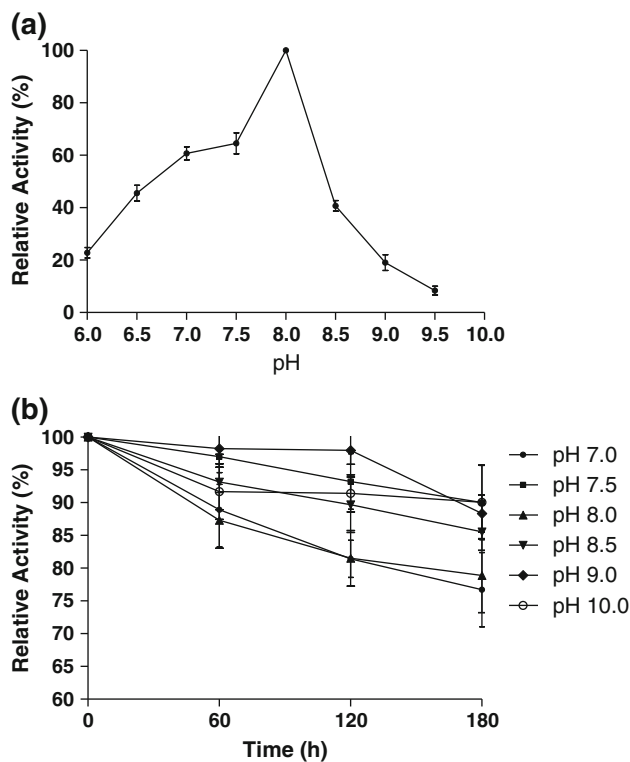 (a)
Relative Activity (%)
100
80
60
40
20
0
6.0 6.5 7.0 7.5 8.0 8.5 9.0 9.5 10.0
pH
(b)
Relative Activity (%)
100
95
90
85
80
75
70
65
60
0 60 120 180
Time (h)
pH 7.0
pH 7.5
pH 8.0
pH 8.5
pH 9.0
pH 10.0